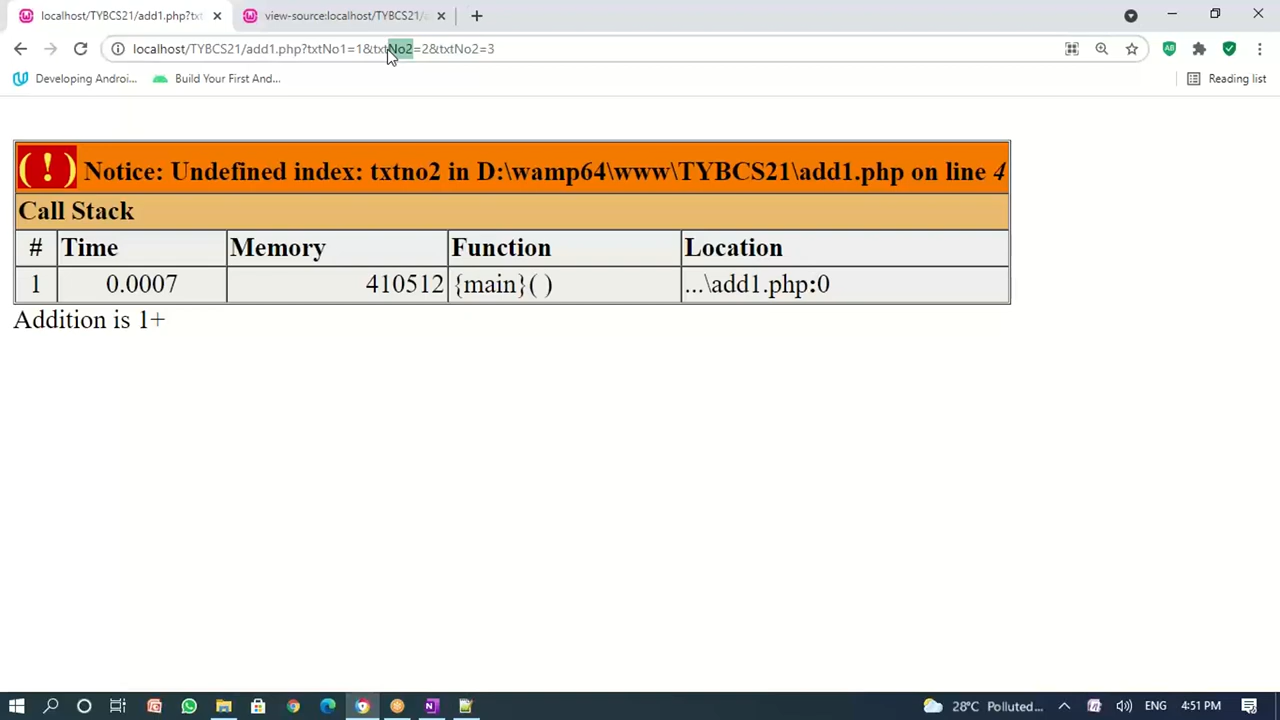 localhost/TYBCS21/add1.php?txt
view-source:localhost/TYBCS21/a
localhost/TYBCS21/add1.php?txtNo1=1&txtNo2=2&txtNo2=3
Developing Androi...
Build Your First And...
Reading list
( ! ) Notice: Undefined index: txtno2 in D:\wamp64\www\TYBCS21\add1.php on line 4
Call Stack
# Time Memory Function Location
1 0.0007 410512 {main}( ) ...\add1.php:0
Addition is 1+
28°C Polluted... ENG 4:51 PM